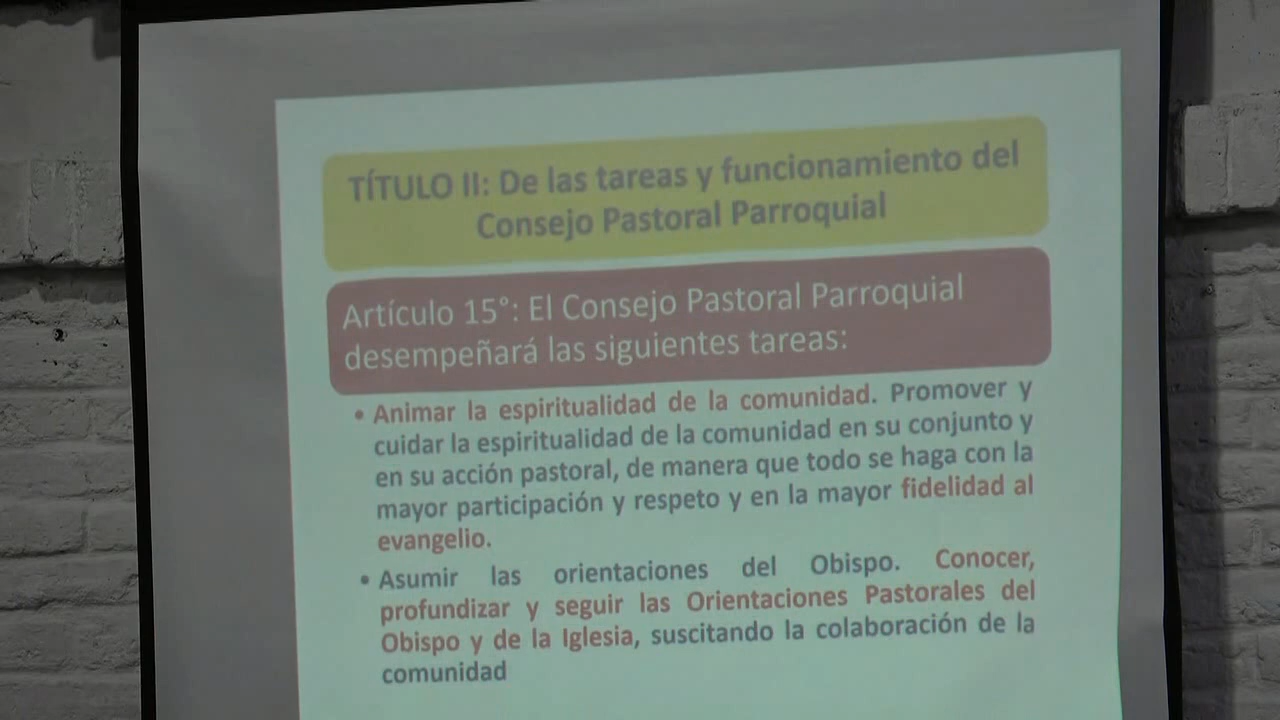 TÍTULO II: De las tareas y funcionamiento del
Consejo Pastoral Parroquial
Artículo 15°: El Consejo Pastoral Parroquial
desempeñará las siguientes tareas:
• Animar la espiritualidad de la comunidad. Promover y
cuidar la espiritualidad de la comunidad en su conjunto y
en su acción pastoral, de manera que todo se haga con la
mayor participación y respeto y en la mayor fidelidad al
evangelio.
• Asumir las orientaciones del Obispo. Conocer,
profundizar y seguir las Orientaciones Pastorales del
Obispo y de la Iglesia, suscitando la colaboración de la
comunidad